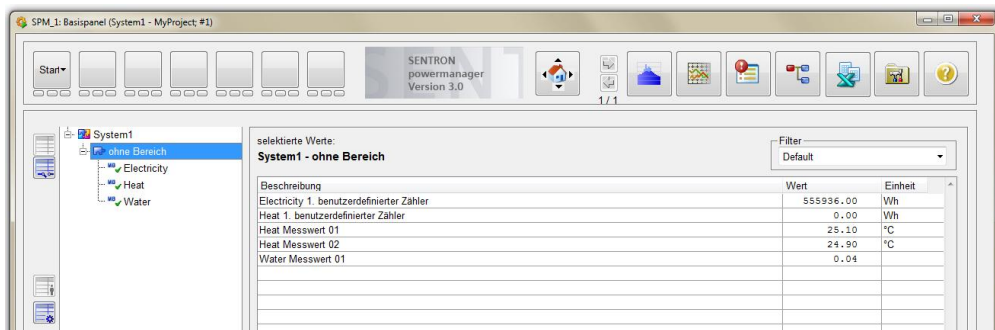 SPM_1: Basispanel (System1 - MyProject; #1)
Start
SENTRON
powermanager
Version 3.0
1/1
System1
ohne Bereich
Electricity
Heat
Water
selektierte Werte:
System1 - ohne Bereich
Filter
Default
Beschreibung Wert Einheit
Electricity 1. benutzerdefinierter Zähler 555936.00 Wh
Heat 1. benutzerdefinierter Zähler 0.00 Wh
Heat Messwert 01 25.10 °C
Heat Messwert 02 24.90 °C
Water Messwert 01 0.04